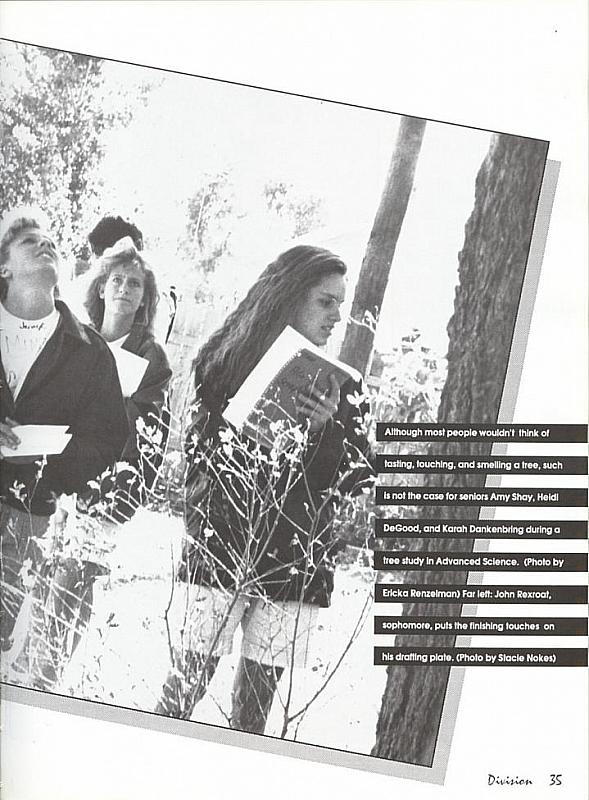 Although most people wouldn't think of
tasting, touching, and smelling a tree, such
is not the case for seniors Amy Shay, Heidi
DeGood, and Karah Dankenbring during a
tree study in Advanced Science. (Photo by
Ericka Renzelman) Far left: John Rexroat,
sophomore, puts the finishing touches on
his drafting plate. (Photo by Stacie Nokes)
Division 35